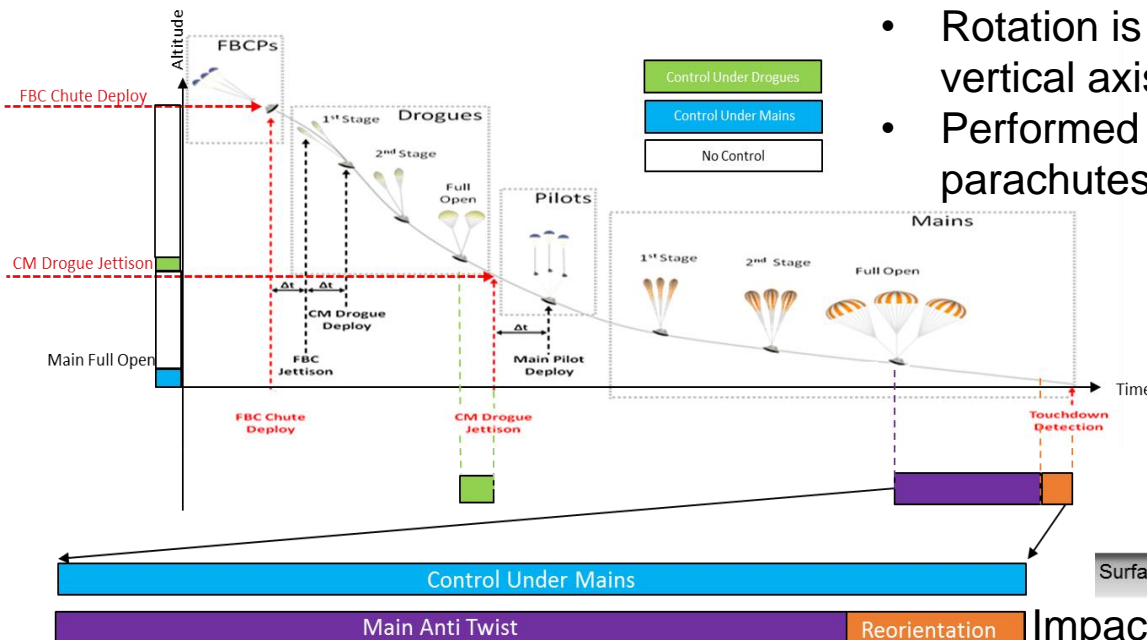 • Rotation is
vertical axis
• Performed
parachutes
Altitude
FBCPs
FBC Chute Deploy
Control Under Drogues
Control Under Mains
No Control
1st Stage
Drogues
2nd Stage
Full
Open
Pilots
Mains
1st Stage
2nd Stage
Full Open
CM Drogue Jettison
Δt
Δt
CM Drogue
Deploy
Δt
Main Full Open
FBC
Jettison
Main Pilot
Deploy
Time
FBC Chute
Deploy
CM Drogue
Jettison
Touchdown
Detection
Control Under Mains
Surfa
Main Anti Twist
Reorientation
Impac